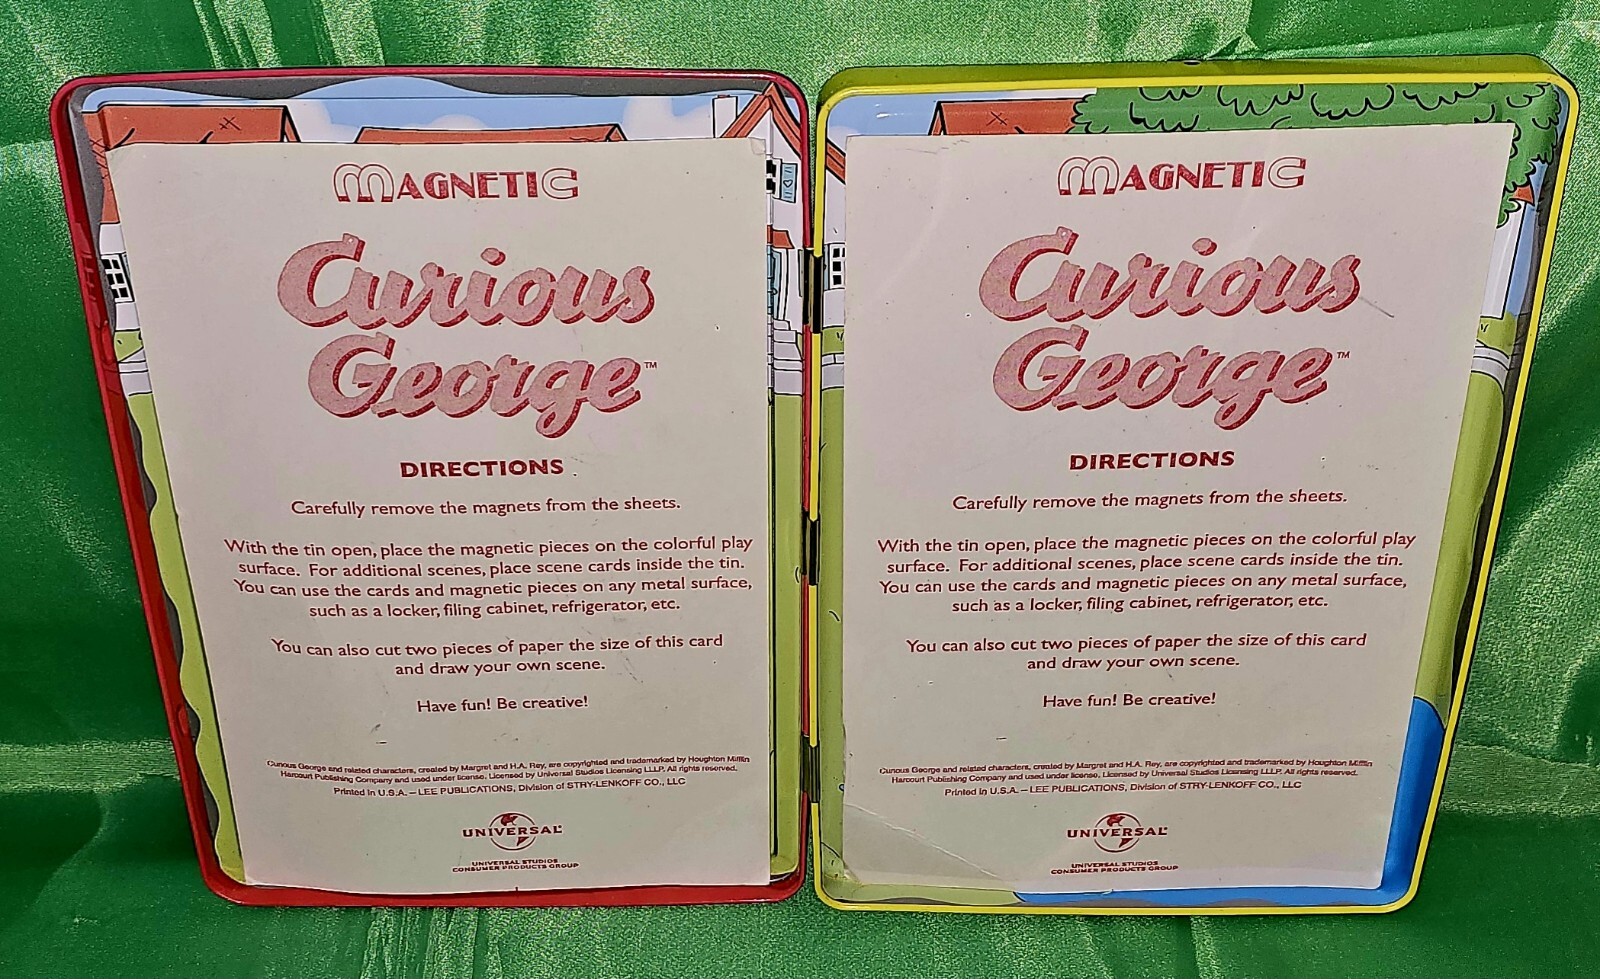 MAGNETIC
Curious
George™
DIRECTIONS
Carefully remove the magnets from the sheets.
With the tin open, place the magnetic pieces on the colorful play
surface. For additional scenes, place scene cards inside the tin.
You can use the cards and magnetic pieces on any metal surface,
such as a locker, filing cabinet, refrigerator, etc.
You can also cut two pieces of paper the size of this card
and draw your own scene.
Have fun! Be creative!
Curious George and related characters, created by Margret and H.A. Rey, are copyrighted and trademarked by Houghton Mifflin
Harcourt Publishing Company and used under license. Licensed by Universal Studios Licensing LLLP. All rights reserved.
Printed in U.S.A. – LEE PUBLICATIONS, Division of STRY-LENKOFF CO., LLC
UNIVERSAL
UNIVERSAL STUDIOS
CONSUMER PRODUCTS GROUP
MAGNETIC
Curious
George™
DIRECTIONS
Carefully remove the magnets from the sheets.
With the tin open, place the magnetic pieces on the colorful play
surface. For additional scenes, place scene cards inside the tin.
You can use the cards and magnetic pieces on any metal surface,
such as a locker, filing cabinet, refrigerator, etc.
You can also cut two pieces of paper the size of this card
and draw your own scene.
Have fun! Be creative!
Curious George and related characters, created by Margret and H.A. Rey, are copyrighted and trademarked by Houghton Mifflin
Harcourt Publishing Company and used under license. Licensed by Universal Studios Licensing LLLP. All rights reserved.
Printed in U.S.A. – LEE PUBLICATIONS, Division of STRY-LENKOFF CO., LLC
UNIVERSAL
UNIVERSAL STUDIOS
CONSUMER PRODUCTS GROUP